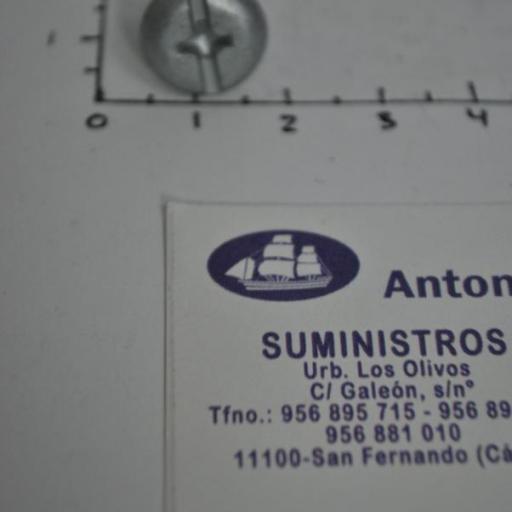 0 1 2 3 4
Anton
SUMINISTROS
Urb. Los Olivos
C/ Galeón, s/nº
Tfno.: 956 895 715 - 956 89
956 881 010
11100-San Fernando (Cá